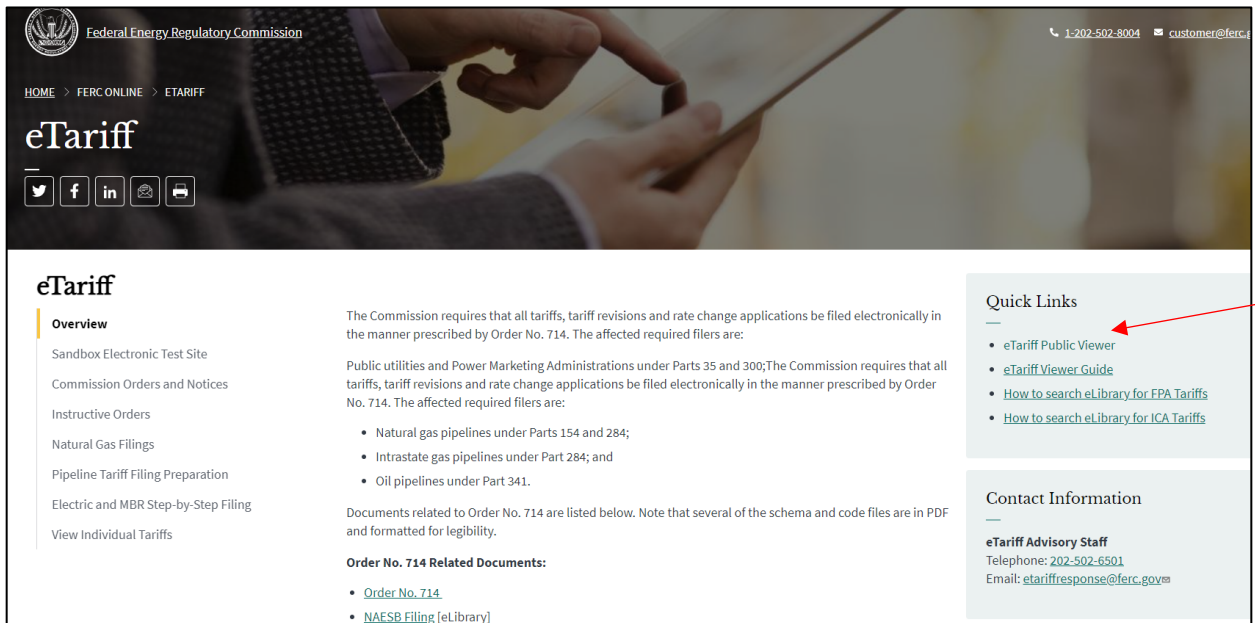 Federal Energy Regulatory Commission
1-202-502-8004 customer@ferc.g
HOME > FERC ONLINE > ETARIFF
eTariff
eTariff
Overview
Sandbox Electronic Test Site
Commission Orders and Notices
Instructive Orders
Natural Gas Filings
Pipeline Tariff Filing Preparation
Electric and MBR Step-by-Step Filing
View Individual Tariffs
The Commission requires that all tariffs, tariff revisions and rate change applications be filed electronically in
the manner prescribed by Order No. 714. The affected required filers are:
Public utilities and Power Marketing Administrations under Parts 35 and 300;The Commission requires that all
tariffs, tariff revisions and rate change applications be filed electronically in the manner prescribed by Order
No. 714. The affected required filers are:
• Natural gas pipelines under Parts 154 and 284;
• Intrastate gas pipelines under Part 284; and
• Oil pipelines under Part 341.
Documents related to Order No. 714 are listed below. Note that several of the schema and code files are in PDF
and formatted for legibility.
Order No. 714 Related Documents:
• Order No. 714
• NAESB Filing [eLibrary]
Quick Links
• eTariff Public Viewer
• eTariff Viewer Guide
• How to search eLibrary for FPA Tariffs
• How to search eLibrary for ICA Tariffs
Contact Information
eTariff Advisory Staff
Telephone: 202-502-6501
Email: etariffresponse@ferc.gov